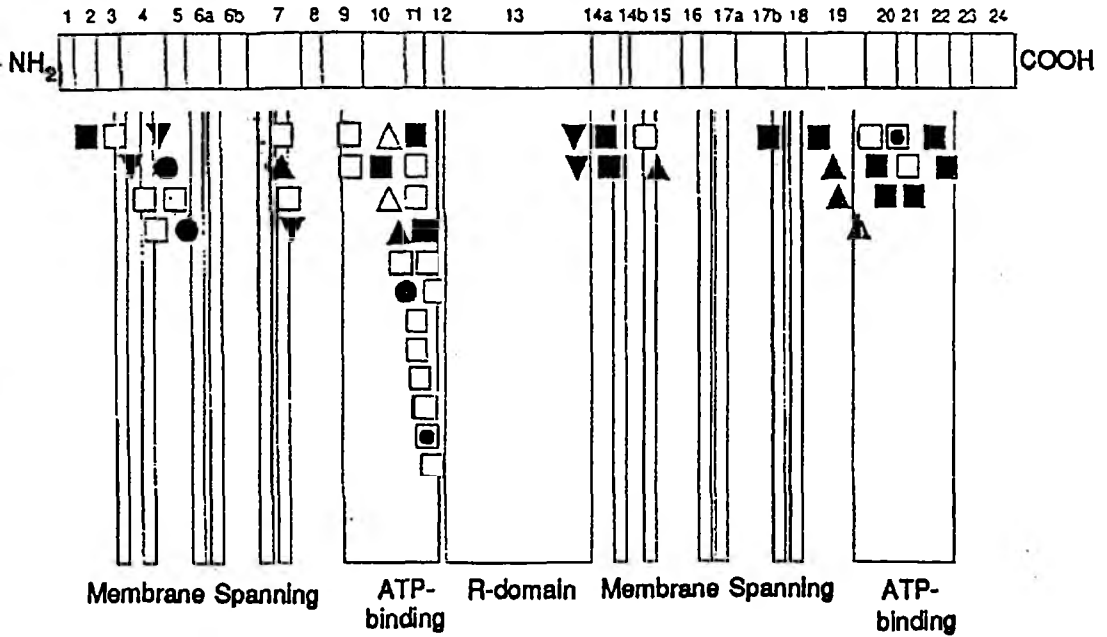 1 2 3 4 5 6a 6b 7 8 9 10 11 12 13 14a 14b 15 16 17a 17b 18 19 20 21 22 23 24
NH2 COOH
Membrane Spanning ATP-binding R-domain Membrane Spanning ATP-binding